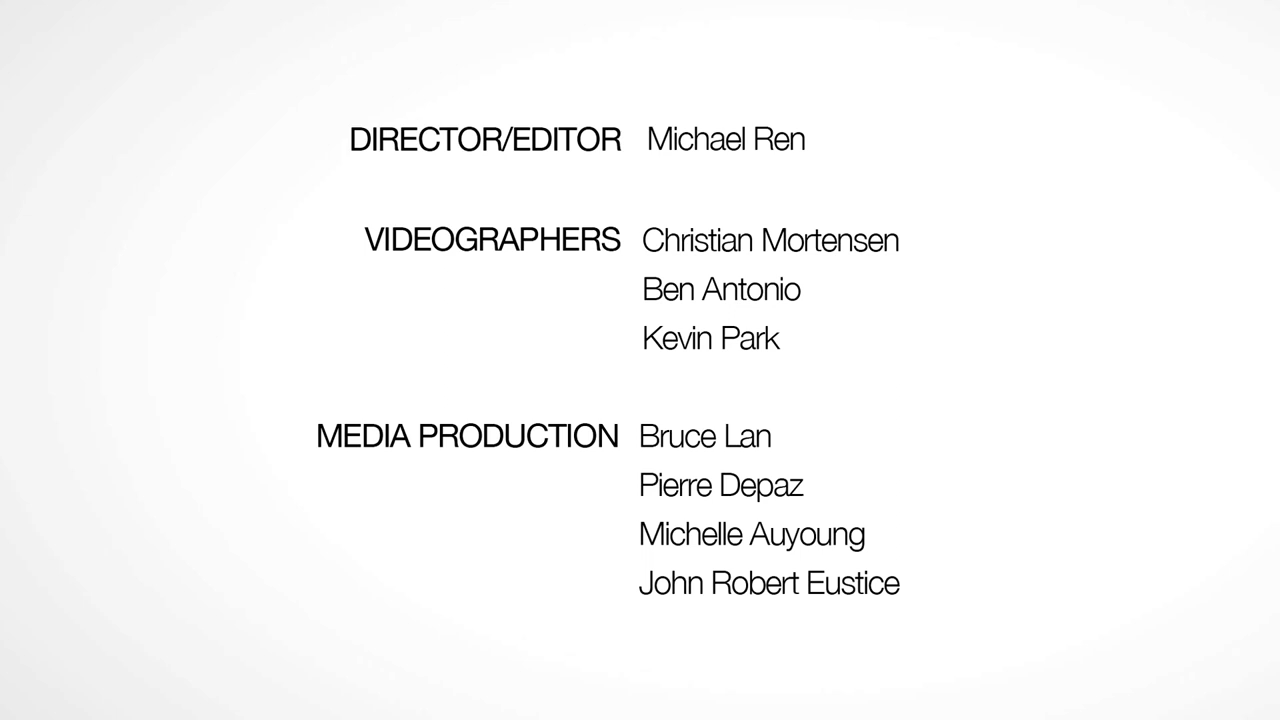 DIRECTOR/EDITOR Michael Ren
VIDEOGRAPHERS Christian Mortensen
Ben Antonio
Kevin Park
MEDIA PRODUCTION Bruce Lan
Pierre Depaz
Michelle Auyoung
John Robert Eustice